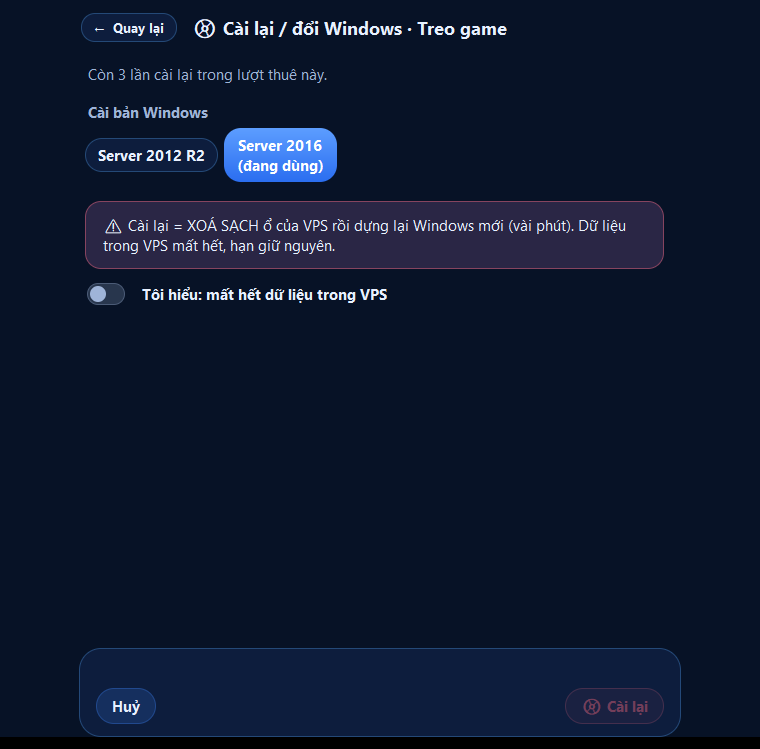 ← Quay lại
Cài lại / đổi Windows · Treo game
Còn 3 lần cài lại trong lượt thuê này.
Cài bản Windows
Server 2012 R2
Server 2016
(đang dùng)
⚠ Cài lại = XOÁ SẠCH ổ của VPS rồi dựng lại Windows mới (vài phút). Dữ liệu
trong VPS mất hết, hạn giữ nguyên.
Tôi hiểu: mất hết dữ liệu trong VPS
Huỷ
Cài lại